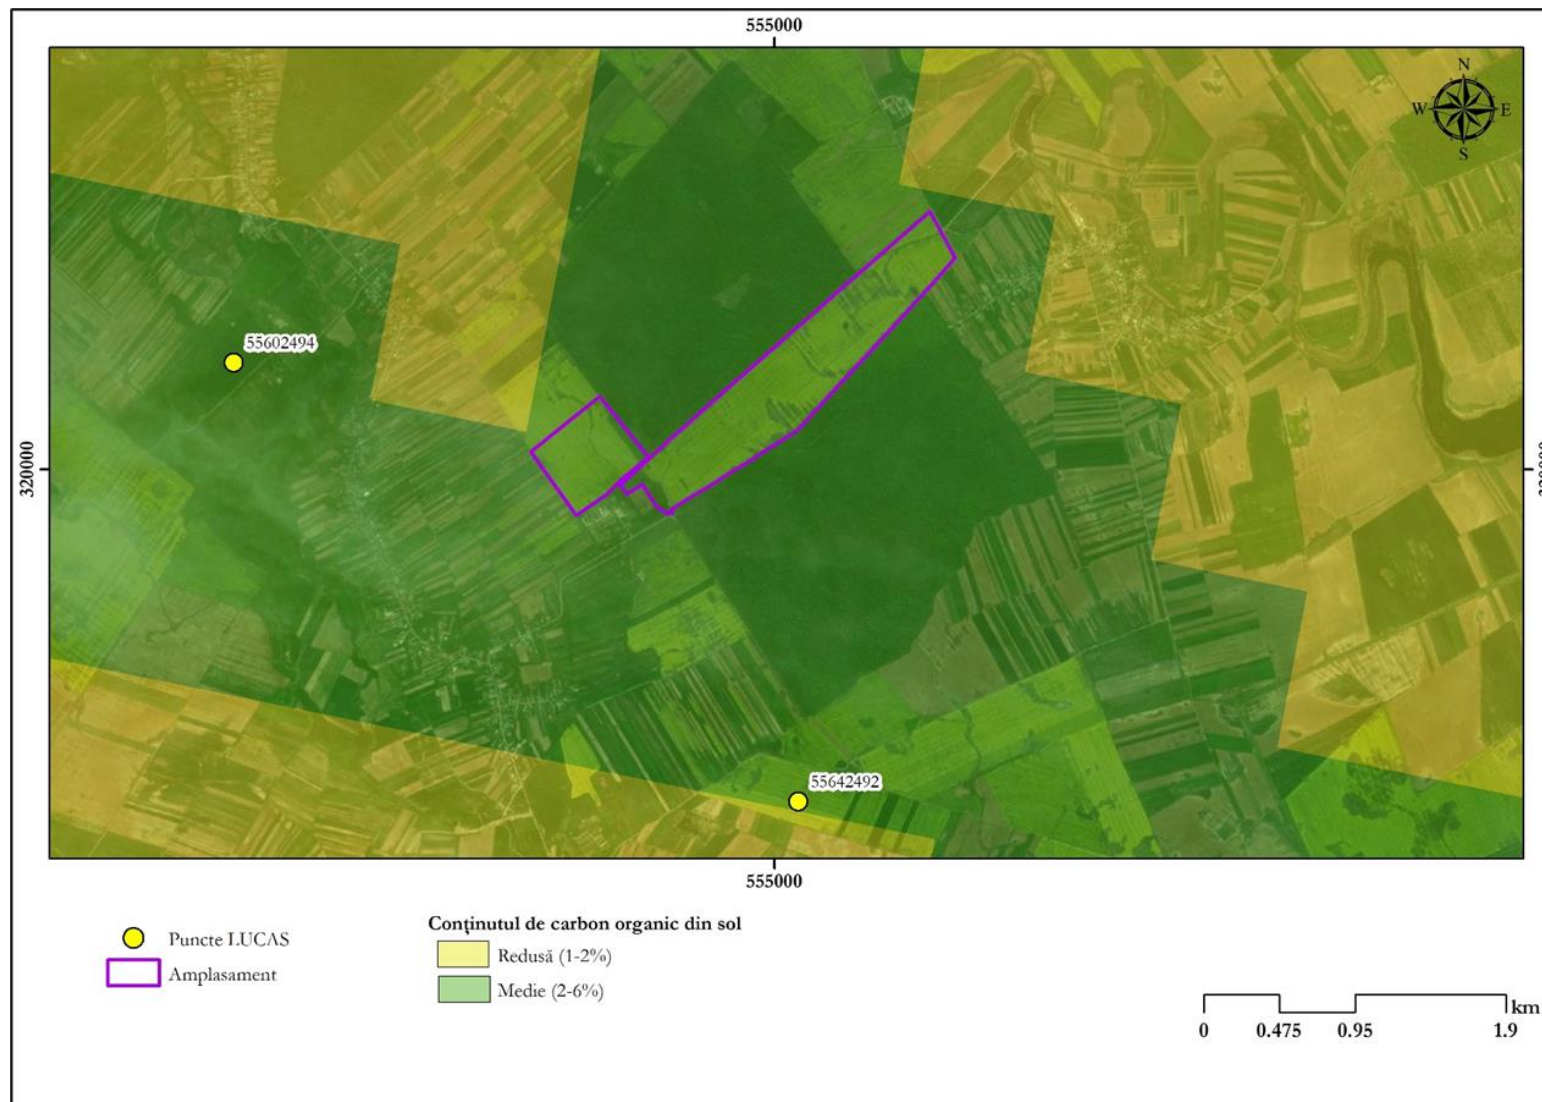 555000
N
W E
S
55602494
320000
55642492
555000
Conținutul de carbon organic din sol
Puncte LUCAS
Redusă (1-2%)
Amplasament
Medie (2-6%)
km
0 0.475 0.95 1.9